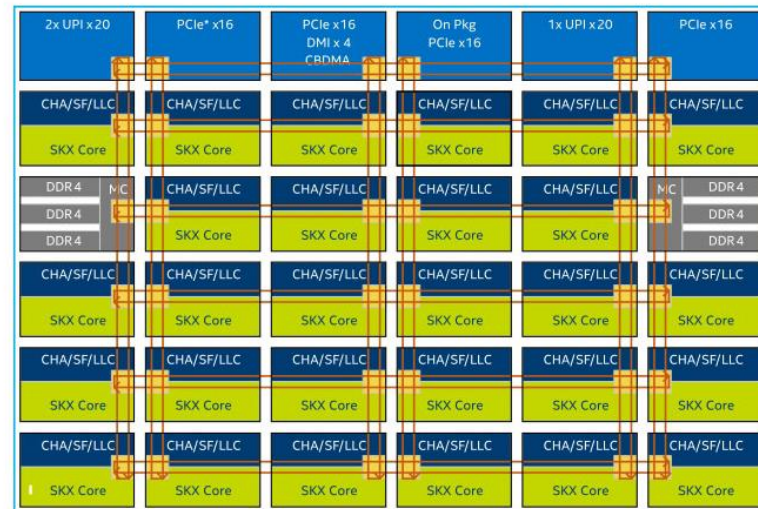 2x UPI x20 PCIe* x16 PCIe x16 On Pkg 1x UPI x20 PCIe x16
DMI x 4 PCIe x16
CBDMA
CHA/SF/LLC CHA/SF/LLC CHA/SF/LLC CHA/SF/LLC CHA/SF/LLC CHA/SF/LLC
SKX Core SKX Core SKX Core SKX Core SKX Core SKX Core
DDR4 MC CHA/SF/LLC CHA/SF/LLC CHA/SF/LLC CHA/SF/LLC MC DDR4
DDR4 DDR4
SKX Core SKX Core SKX Core SKX Core
DDR4 DDR4
CHA/SF/LLC CHA/SF/LLC CHA/SF/LLC CHA/SF/LLC CHA/SF/LLC CHA/SF/LLC
SKX Core SKX Core SKX Core SKX Core SKX Core SKX Core
CHA/SF/LLC CHA/SF/LLC CHA/SF/LLC CHA/SF/LLC CHA/SF/LLC CHA/SF/LLC
SKX Core SKX Core SKX Core SKX Core SKX Core SKX Core
CHA/SF/LLC CHA/SF/LLC CHA/SF/LLC CHA/SF/LLC CHA/SF/LLC CHA/SF/LLC
SKX Core SKX Core SKX Core SKX Core SKX Core SKX Core